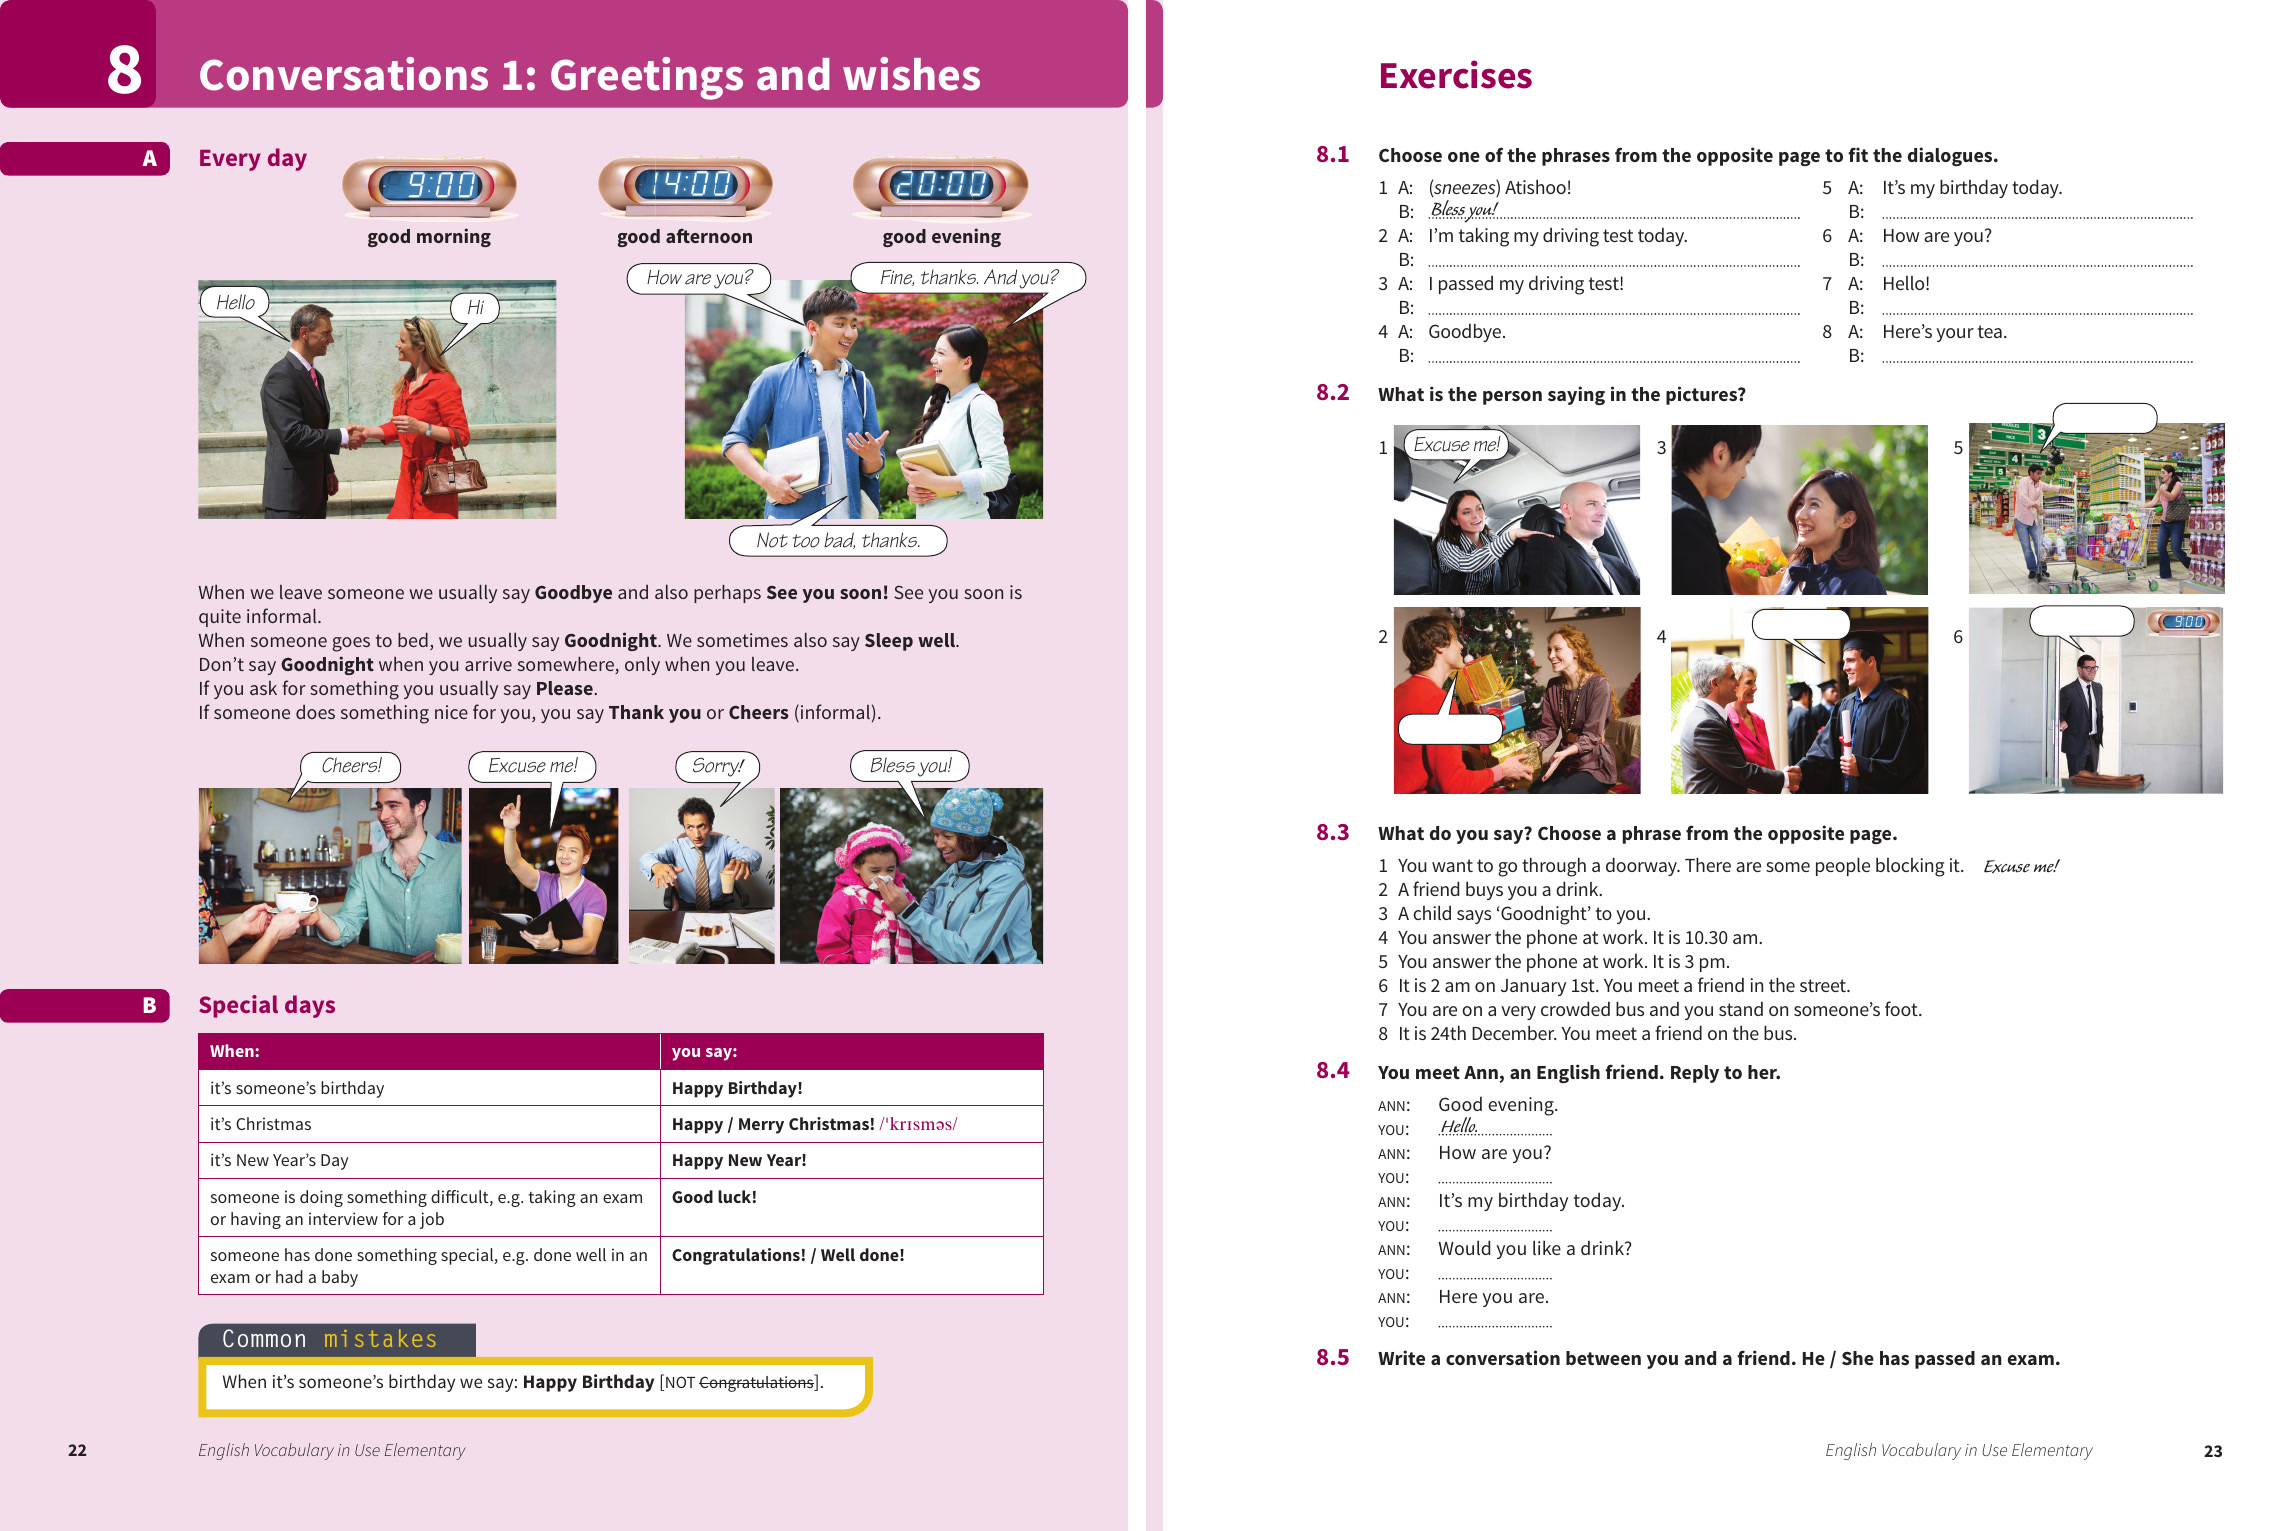 8
Conversations 1: Greetings and wishes
A
Every day
9:00
14:00
20:00
good morning
good afternoon
good evening
Hello
Hi
How are you?
Fine, thanks. And you?
Not too bad, thanks.
When we leave someone we usually say Goodbye and also perhaps See you soon! See you soon is
quite informal.
When someone goes to bed, we usually say Goodnight. We sometimes also say Sleep well.
Don't say Goodnight when you arrive somewhere, only when you leave.
If you ask for something you usually say Please.
If someone does something nice for you, you say Thank you or Cheers (informal).
Cheers!
Excuse me!
Sorry!
Bless you!
B
Special days
When: you say:
it's someone's birthday Happy Birthday!
it's Christmas Happy / Merry Christmas! /ˈkrɪsməs/
it's New Year's Day Happy New Year!
someone is doing something difficult, e.g. taking an exam Good luck!
or having an interview for a job
someone has done something special, e.g. done well in an Congratulations! / Well done!
exam or had a baby
Common mistakes
When it's someone's birthday we say: Happy Birthday [NOT Congratulations].
22
English Vocabulary in Use Elementary
Exercises
8.1 Choose one of the phrases from the opposite page to fit the dialogues.
1 A: (sneezes) Atishoo!
B: Bless you!
2 A: I'm taking my driving test today.
B:
3 A: I passed my driving test!
B:
4 A: Goodbye.
B:
5 A: It's my birthday today.
B:
6 A: How are you?
B:
7 A: Hello!
B:
8 A: Here's your tea.
B:
8.2 What is the person saying in the pictures?
1
Excuse me!
3
5
3
4
2
4
6
9:00
8.3 What do you say? Choose a phrase from the opposite page.
1 You want to go through a doorway. There are some people blocking it. Excuse me!
2 A friend buys you a drink.
3 A child says 'Goodnight' to you.
4 You answer the phone at work. It is 10.30 am.
5 You answer the phone at work. It is 3 pm.
6 It is 2 am on January 1st. You meet a friend in the street.
7 You are on a very crowded bus and you stand on someone's foot.
8 It is 24th December. You meet a friend on the bus.
8.4 You meet Ann, an English friend. Reply to her.
ANN: Good evening.
YOU: Hello.
ANN: How are you?
YOU:
ANN: It's my birthday today.
YOU:
ANN: Would you like a drink?
YOU:
ANN: Here you are.
YOU:
8.5 Write a conversation between you and a friend. He / She has passed an exam.
English Vocabulary in Use Elementary
23